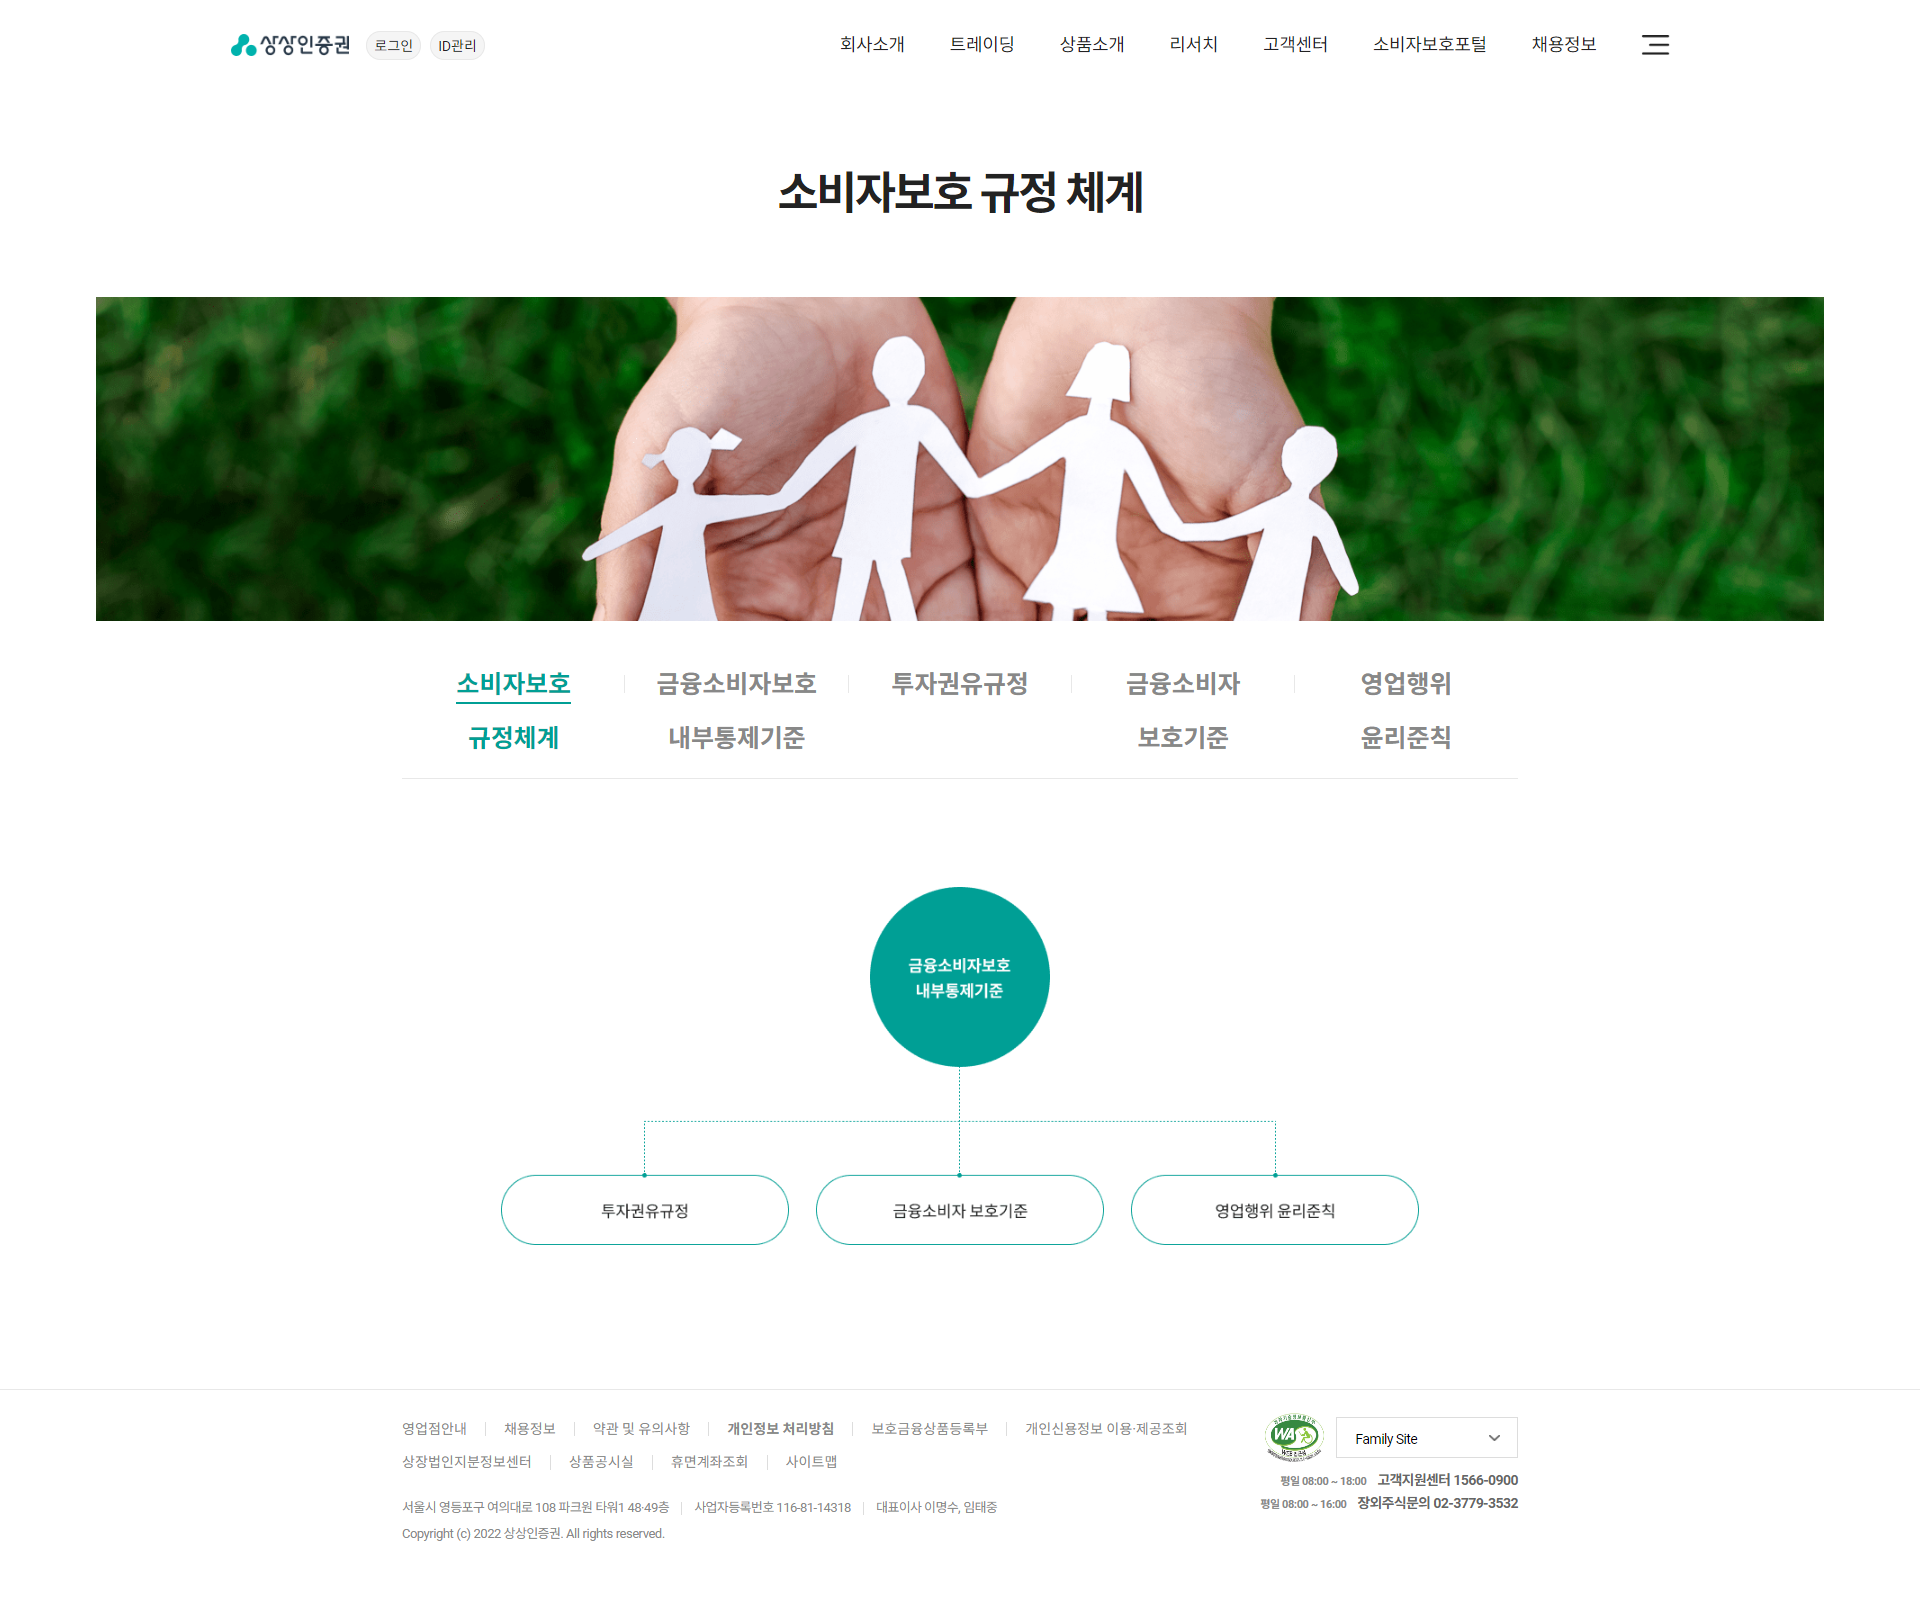 상상인증권 로그인 ID관리 회사소개 트레이딩 상품소개 리서치 고객센터 소비자보호포털 채용정보
소비자보호 규정 체계
소비자보호 금융소비자보호 투자권유규정 금융소비자 영업행위
규정체계 내부통제기준 보호기준 윤리준칙
금융소비자보호
내부통제기준
투자권유규정 금융소비자 보호기준 영업행위 윤리준칙
영업점안내 채용정보 약관 및 유의사항 개인정보 처리방침 보호금융상품등록부 개인신용정보 이용·제공조회
상장법인지분정보센터 상품공시실 휴면계좌조회 사이트맵
서울시 영등포구 여의대로 108 파크원 타워1 48-49층 사업자등록번호 116-81-14318 대표이사 이명수, 임태중
Copyright (c) 2022 상상인증권. All rights reserved.
WA
Family Site
평일 08:00 ~ 18:00 고객지원센터 1566-0900
평일 08:00 ~ 16:00 장외주식문의 02-3779-3532